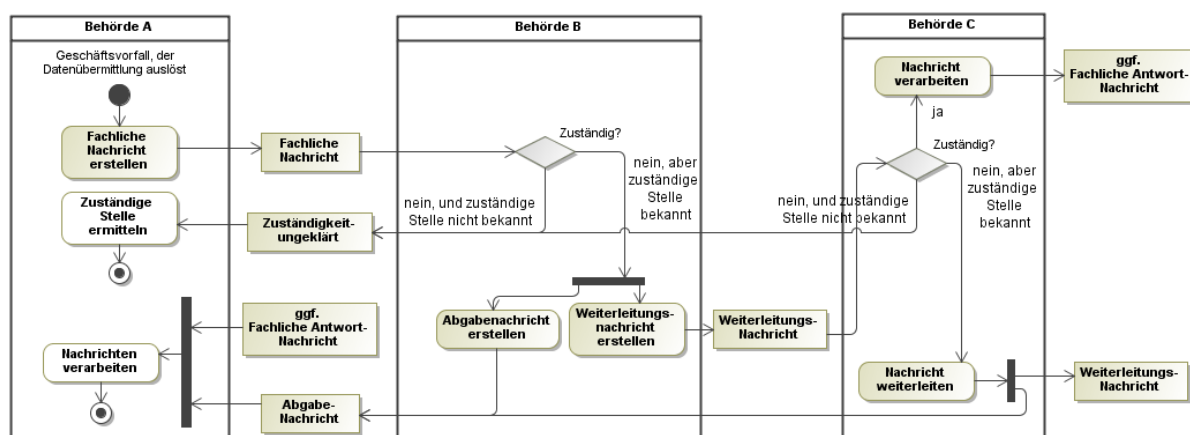 Behörde A
Behörde B
Behörde C
Geschäftsvorfall, der
Datenübermittlung auslöst
Fachliche
Nachricht
erstellen
Fachliche
Nachricht
Zuständig?
nein, aber
zuständige
Stelle
bekannt
nein, und zuständige
Stelle nicht bekannt
Zuständige
Stelle
ermitteln
Zuständigkeit-
ungeklärt
ggf.
Fachliche Antwort-
Nachricht
Nachrichten
verarbeiten
Abgabe-
Nachricht
Abgabenachricht
erstellen
Weiterleitungs-
nachricht
erstellen
Weiterleitungs-
Nachricht
Nachricht
verarbeiten
ggf.
Fachliche Antwort-
Nachricht
ja
Zuständig?
nein, und zuständige
Stelle nicht bekannt
nein, aber
zuständige
Stelle
bekannt
Nachricht
weiterleiten
Weiterleitungs-
Nachricht